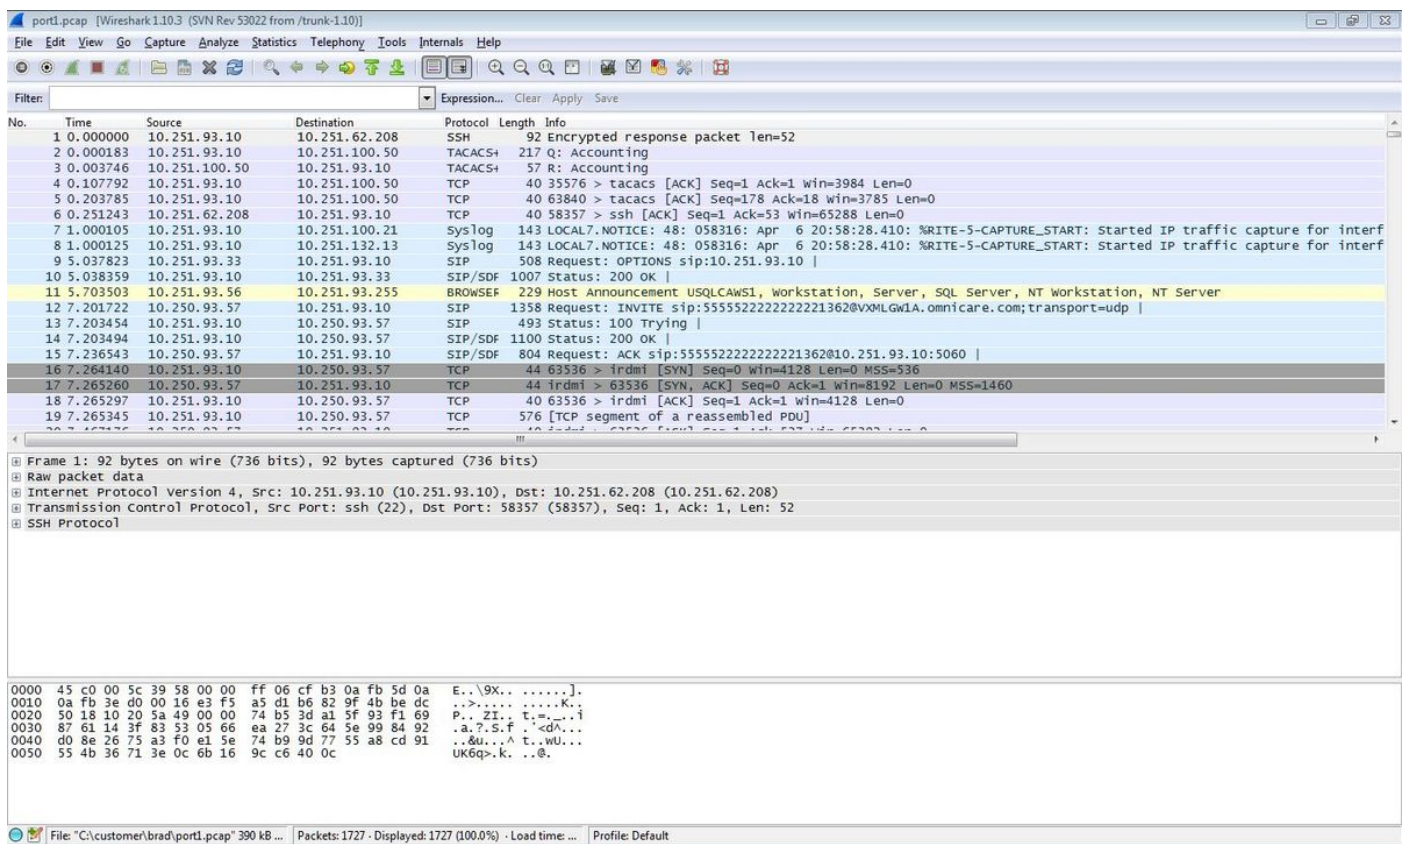 port1.pcap [Wireshark 1.10.3 (SVN Rev 53022 from /trunk-1.10)]
File Edit View Go Capture Analyze Statistics Telephony Tools Internals Help
Filter: Expression... Clear Apply Save
No. Time Source Destination Protocol Length Info
1 0.000000 10.251.93.10 10.251.62.208 SSH 92 Encrypted response packet len=52
2 0.000183 10.251.93.10 10.251.100.50 TACACS+ 217 Q: Accounting
3 0.003746 10.251.100.50 10.251.93.10 TACACS+ 57 R: Accounting
4 0.107792 10.251.93.10 10.251.100.50 TCP 40 35576 > tacacs [ACK] Seq=1 Ack=1 Win=3984 Len=0
5 0.203785 10.251.93.10 10.251.100.50 TCP 40 63840 > tacacs [ACK] Seq=178 Ack=18 Win=3785 Len=0
6 0.251243 10.251.62.208 10.251.93.10 TCP 40 58357 > ssh [ACK] Seq=1 Ack=53 Win=65288 Len=0
7 1.000105 10.251.93.10 10.251.100.21 Syslog 143 LOCAL7.NOTICE: 48: 058316: Apr 6 20:58:28.410: %RITE-5-CAPTURE_START: Started IP traffic capture for interf
8 1.000125 10.251.93.10 10.251.132.13 Syslog 143 LOCAL7.NOTICE: 48: 058316: Apr 6 20:58:28.410: %RITE-5-CAPTURE_START: Started IP traffic capture for interf
9 5.037823 10.251.93.33 10.251.93.10 SIP 508 Request: OPTIONS sip:10.251.93.10 |
10 5.038359 10.251.93.10 10.251.93.33 SIP/SDF 1007 Status: 200 OK |
11 5.703503 10.251.93.56 10.251.93.255 BROWSER 229 Host Announcement USQLCAWS1, Workstation, Server, SQL Server, NT Workstation, NT Server
12 7.201722 10.250.93.57 10.251.93.10 SIP 1358 Request: INVITE sip:5555522222222221362@VXMLGW1A.omnicare.com;transport=udp |
13 7.203454 10.251.93.10 10.250.93.57 SIP 493 Status: 100 Trying |
14 7.203494 10.251.93.10 10.250.93.57 SIP/SDF 1100 Status: 200 OK |
15 7.236543 10.250.93.57 10.251.93.10 SIP/SDF 804 Request: ACK sip:5555522222222221362@10.251.93.10:5060 |
16 7.264140 10.251.93.10 10.250.93.57 TCP 44 63536 > irdmi [SYN] Seq=0 Win=4128 Len=0 MSS=536
17 7.265260 10.250.93.57 10.251.93.10 TCP 44 irdmi > 63536 [SYN, ACK] Seq=0 Ack=1 Win=8192 Len=0 MSS=1460
18 7.265297 10.251.93.10 10.250.93.57 TCP 40 63536 > irdmi [ACK] Seq=1 Ack=1 Win=4128 Len=0
19 7.265345 10.251.93.10 10.250.93.57 TCP 576 [TCP segment of a reassembled PDU]
Frame 1: 92 bytes on wire (736 bits), 92 bytes captured (736 bits)
Raw packet data
Internet Protocol Version 4, Src: 10.251.93.10 (10.251.93.10), Dst: 10.251.62.208 (10.251.62.208)
Transmission Control Protocol, Src Port: ssh (22), Dst Port: 58357 (58357), Seq: 1, Ack: 1, Len: 52
SSH Protocol
0000 45 c0 00 5c 39 58 00 00 ff 06 cf b3 0a fb 5d 0a E..\9X.. ......].
0010 0a fb 3e d0 00 16 e3 f5 a5 d1 b6 82 9f 4b be dc ..>..... .....K..
0020 50 18 10 20 5a 49 00 00 74 b5 3d a1 5f 93 f1 69 P.. ZI.. t.=._..i
0030 87 61 14 3f 83 53 05 66 ea 27 3c 64 5e 99 84 92 .a.?.S.f .'<d^...
0040 d0 8e 26 75 a3 f0 e1 5e 74 b9 9d 77 55 a8 cd 91 ..&u...^ t..wU...
0050 55 4b 36 71 3e 0c 6b 16 9c c6 40 0c UK6q>.k. ..@.
File: "C:\customer\brad\port1.pcap" 390 kB ... Packets: 1727 · Displayed: 1727 (100.0%) · Load time: ... Profile: Default